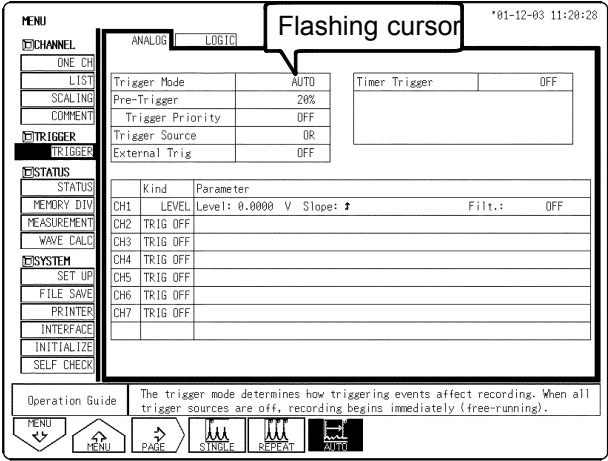 MENU
'01-12-03 11:20:28
Flashing cursor
ANALOG LOGIC
CHANNEL
ONE CH
LIST
SCALING
COMMENT
TRIGGER
TRIGGER
STATUS
STATUS
MEMORY DIV
MEASUREMENT
WAVE CALC
SYSTEM
SET UP
FILE SAVE
PRINTER
INTERFACE
INITIALIZE
SELF CHECK
Trigger Mode AUTO
Pre-Trigger 20%
Trigger Priority OFF
Trigger Source OR
External Trig OFF
Timer Trigger OFF
Kind Parameter
CH1 LEVEL Level: 0.0000 V Slope: ↑ Filt.: OFF
CH2 TRIG OFF
CH3 TRIG OFF
CH4 TRIG OFF
CH5 TRIG OFF
CH6 TRIG OFF
CH7 TRIG OFF
Operation Guide
The trigger mode determines how triggering events affect recording. When all
trigger sources are off, recording begins immediately (free-running).
MENU MENU PAGE SINGLE REPEAT AUTO